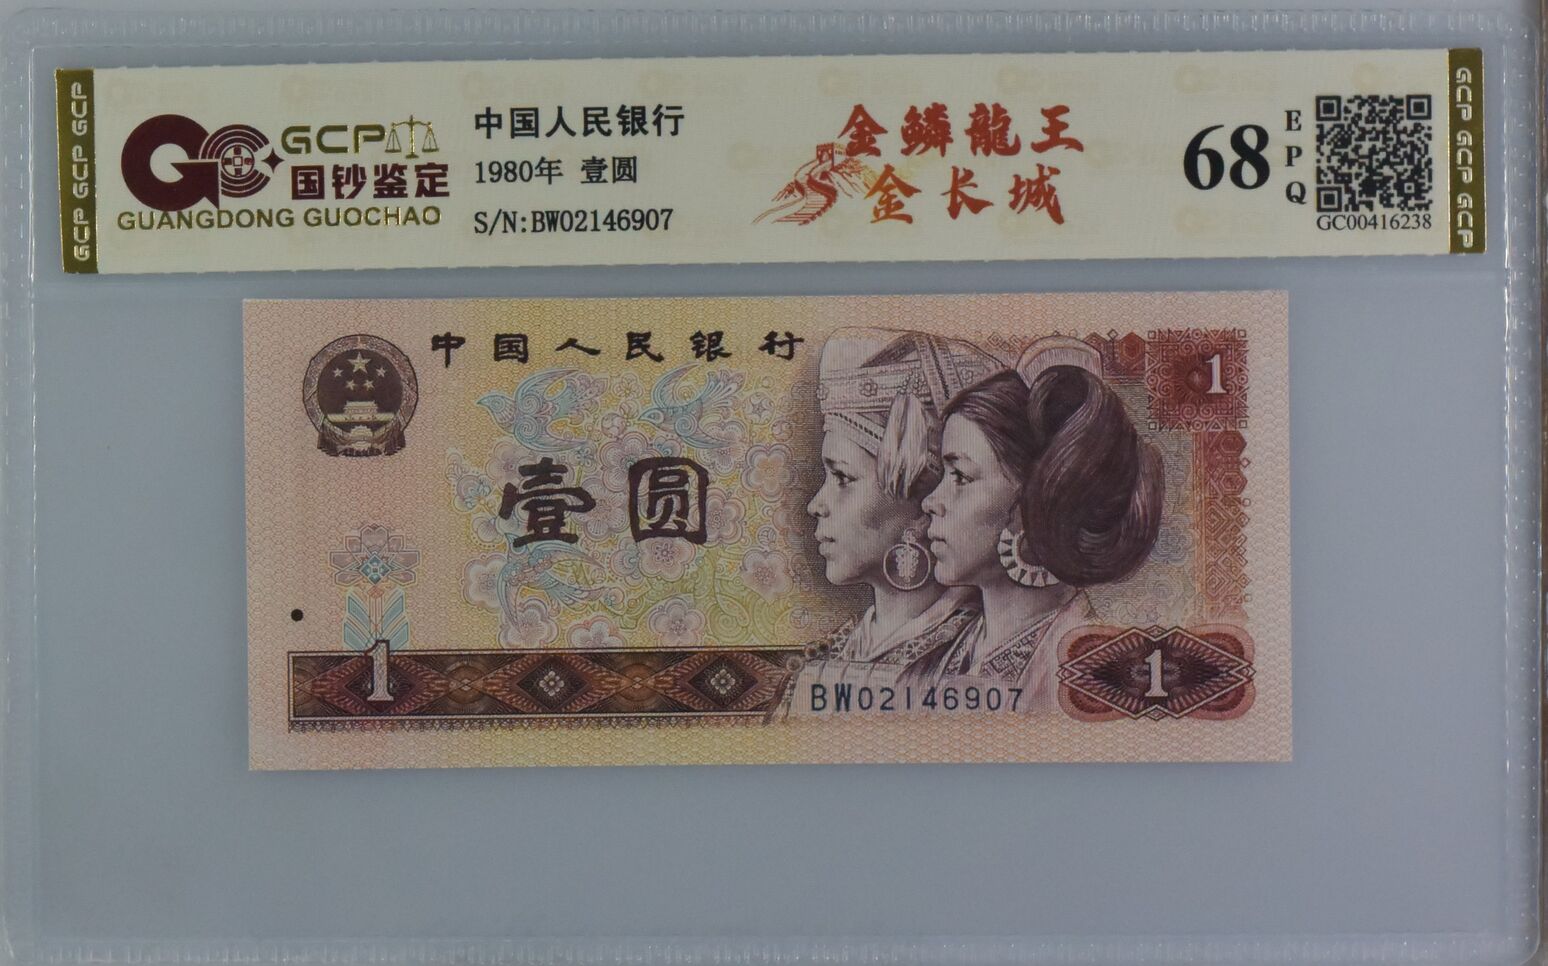 GCP GCP GCP
GCP
国钞鉴定
GUANGDONG GUOCHAO
中国人民银行
1980年 壹圆
S/N:BW02146907
金鳞龍王
金长城
68
EPQ
GC00416238
GCP GCP GCP
中国人民银行
1
壹圆
1
BW02146907
1